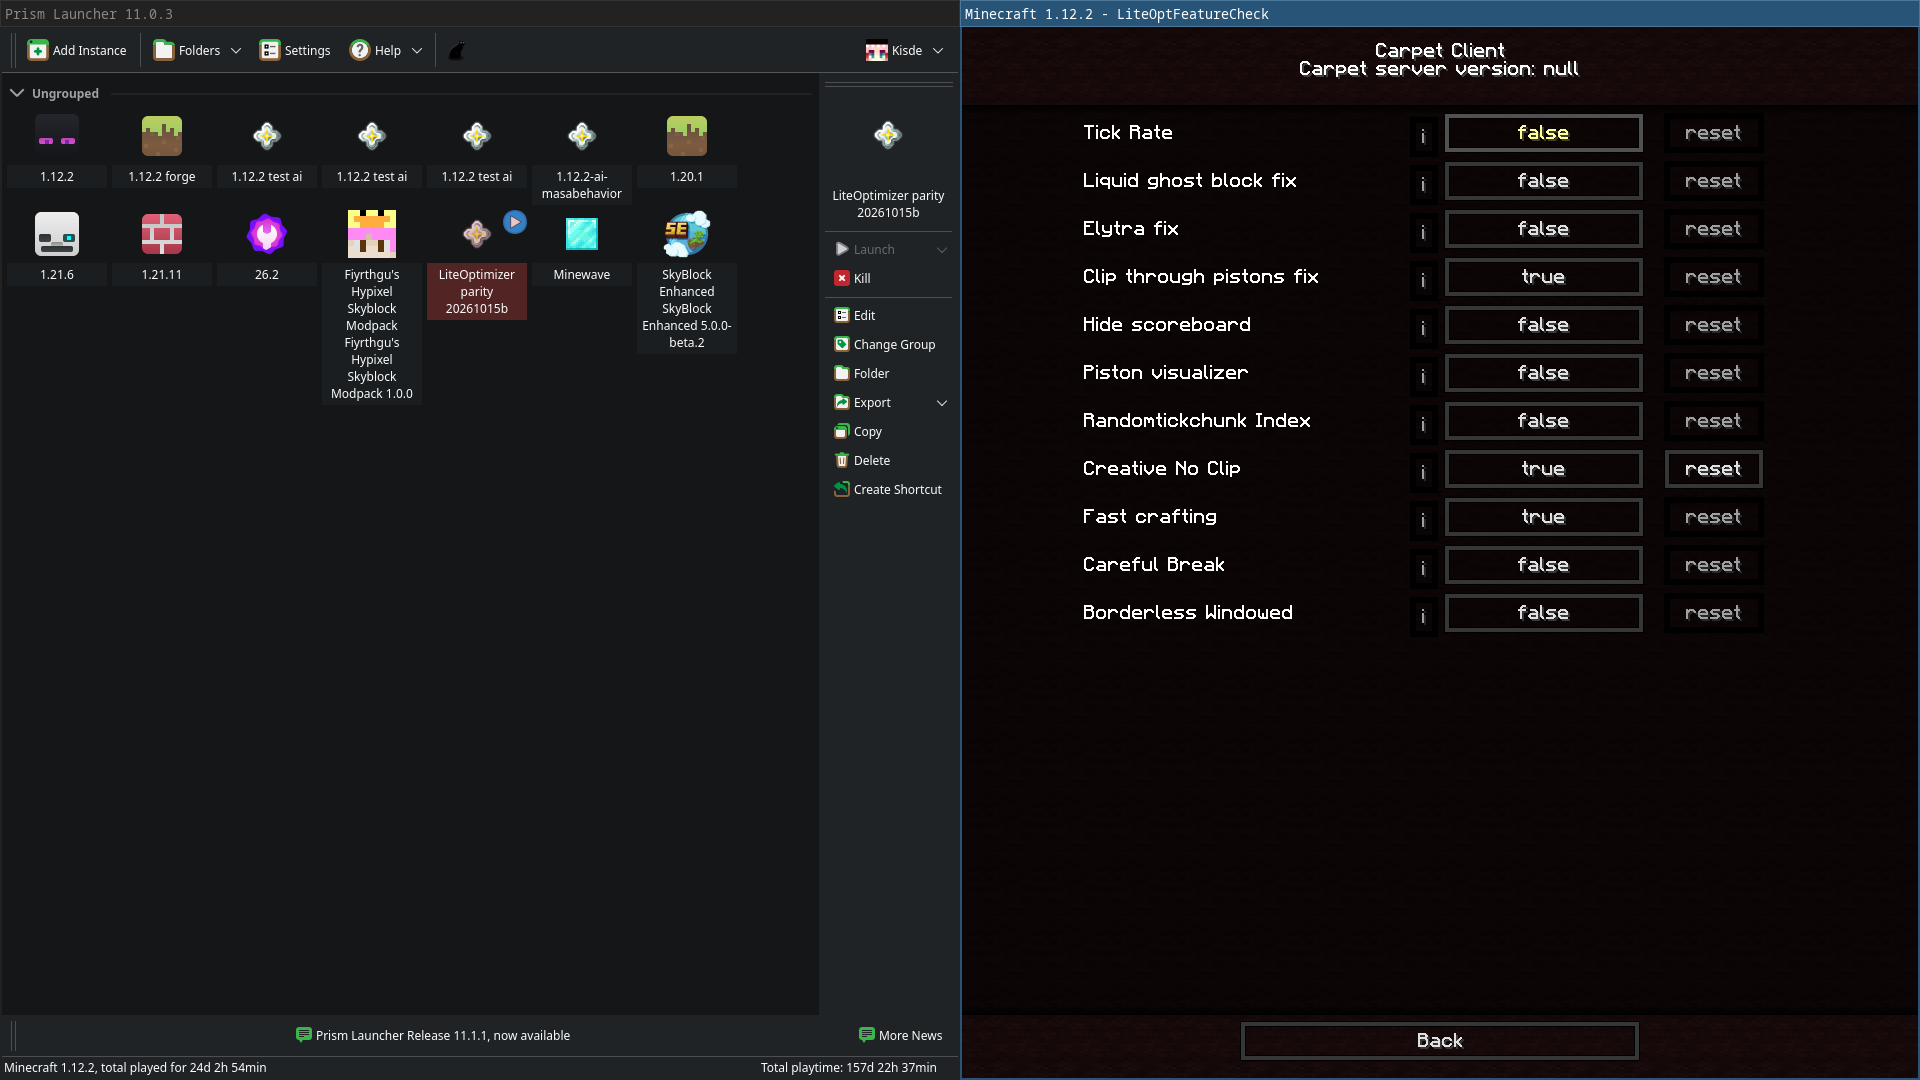 Prism Launcher 11.0.3
Add Instance
Folders
Settings
Help
Kisde
Ungrouped
1.12.2
1.12.2 forge
1.12.2 test ai
1.12.2 test ai
1.12.2 test ai
1.12.2-ai-
masabehavior
1.20.1
1.21.6
1.21.11
26.2
Fiyrthgu's
Hypixel
Skyblock
Modpack
Fiyrthgu's
Hypixel
Skyblock
Modpack 1.0.0
LiteOptimizer
parity
20261015b
Minewave
SE
SkyBlock
Enhanced
SkyBlock
Enhanced 5.0.0-
beta.2
LiteOptimizer parity
20261015b
Launch
Kill
Edit
Change Group
Folder
Export
Copy
Delete
Create Shortcut
Prism Launcher Release 11.1.1, now available
More News
Minecraft 1.12.2, total played for 24d 2h 54min
Total playtime: 157d 22h 37min
Minecraft 1.12.2 - LiteOptFeatureCheck
Carpet Client
Carpet server version: null
Tick Rate i false reset
Liquid ghost block fix i false reset
Elytra fix i false reset
Clip through pistons fix i true reset
Hide scoreboard i false reset
Piston visualizer i false reset
Randomtickchunk Index i false reset
Creative No Clip i true reset
Fast crafting i true reset
Careful Break i false reset
Borderless Windowed i false reset
Back